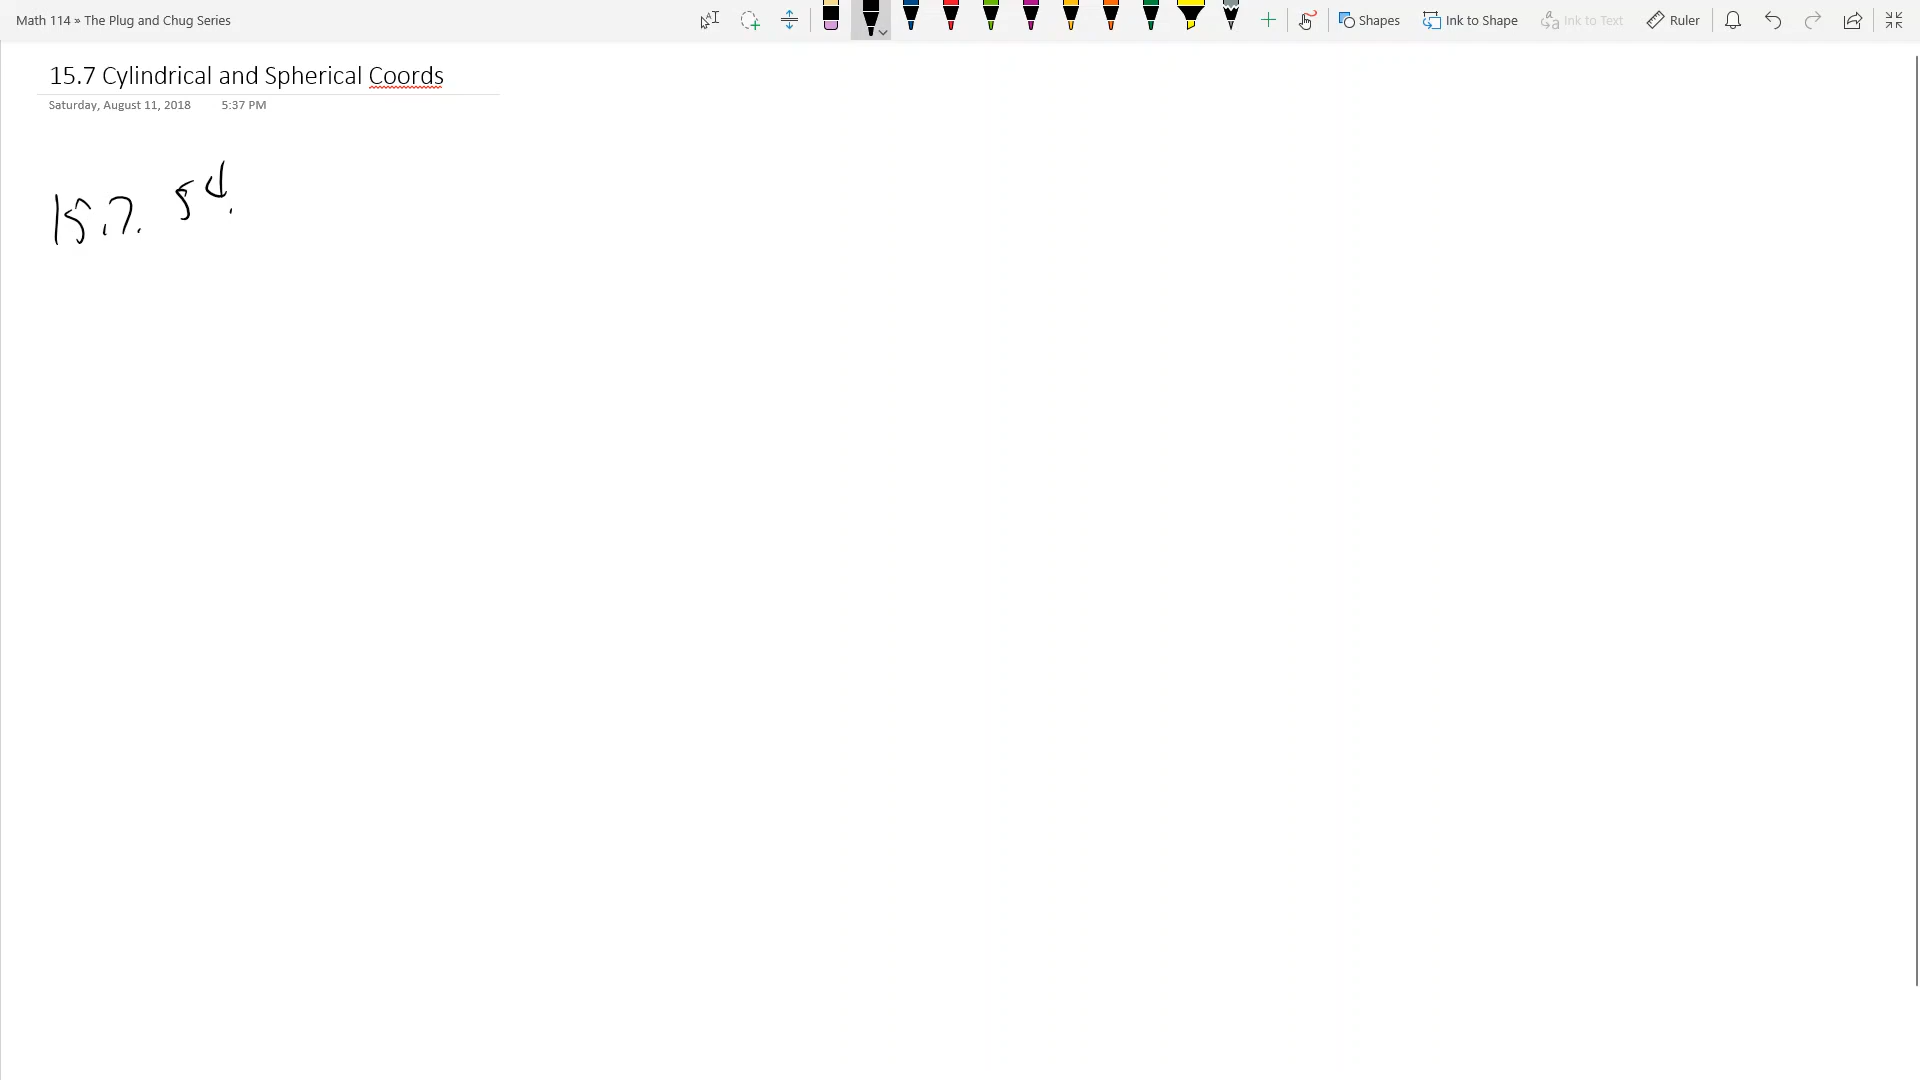 Math 114 » The Plug and Chug Series
Shapes
Ink to Shape
Ink to Text
Ruler
15.7 Cylindrical and Spherical Coords
Saturday, August 11, 2018 5:37 PM
15.7.